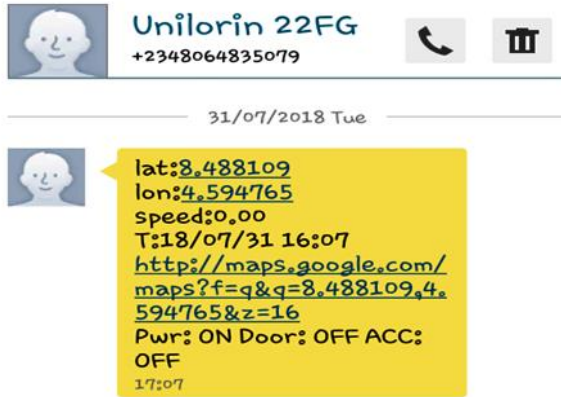 Unilorin 22FG
+2348064835079
31/07/2018 Tue
lat:8.488109
lon:4.594765
speed:0.00
T:18/07/31 16:07
http://maps.google.com/
maps?f=q&q=8.488109,4.
594765&z=16
Pwr: ON Door: OFF ACC:
OFF
17:07